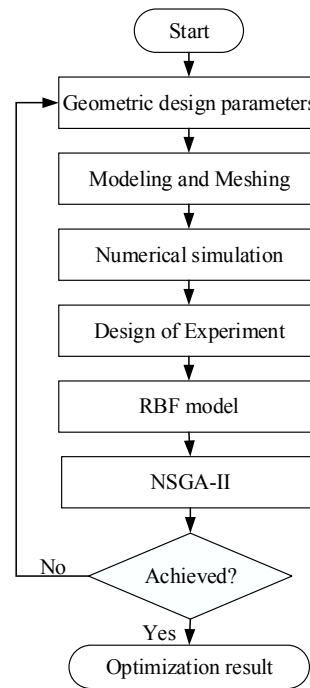 Start
Geometric design parameters
Modeling and Meshing
Numerical simulation
Design of Experiment
RBF model
NSGA-II
No
Achieved?
Yes
Optimization result